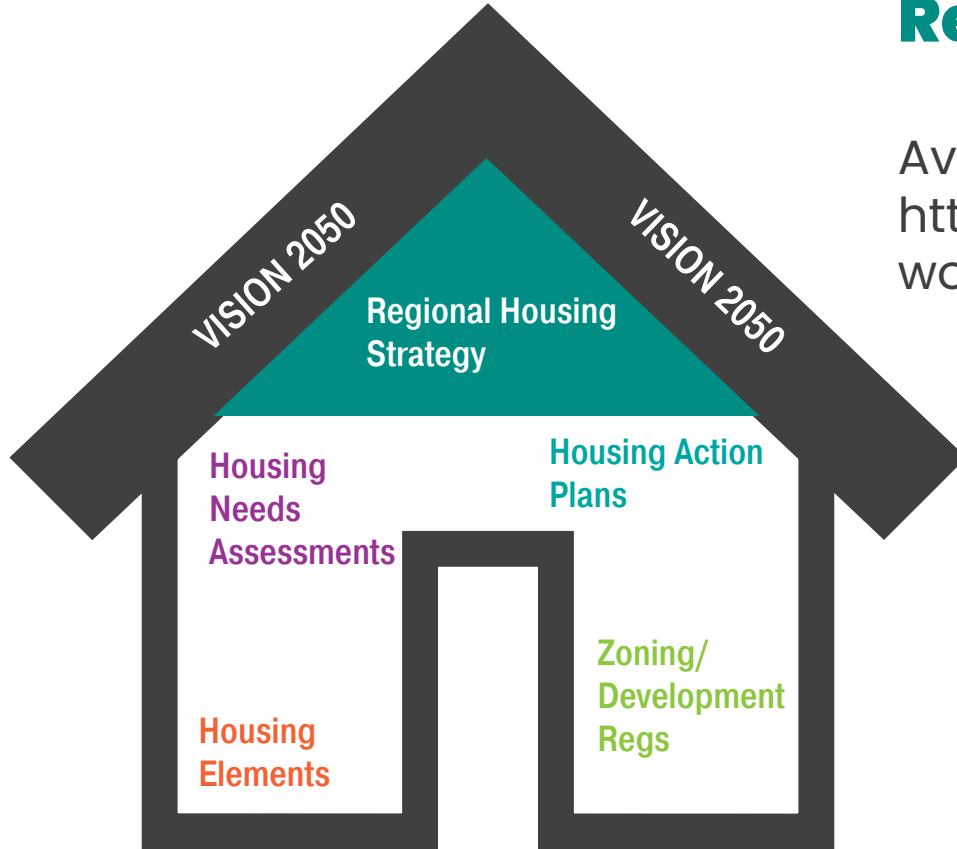 VISION 2050
VISION 2050
Regional Housing
Strategy
Housing
Needs
Assessments
Housing Action
Plans
Zoning/
Development
Regs
Housing
Elements